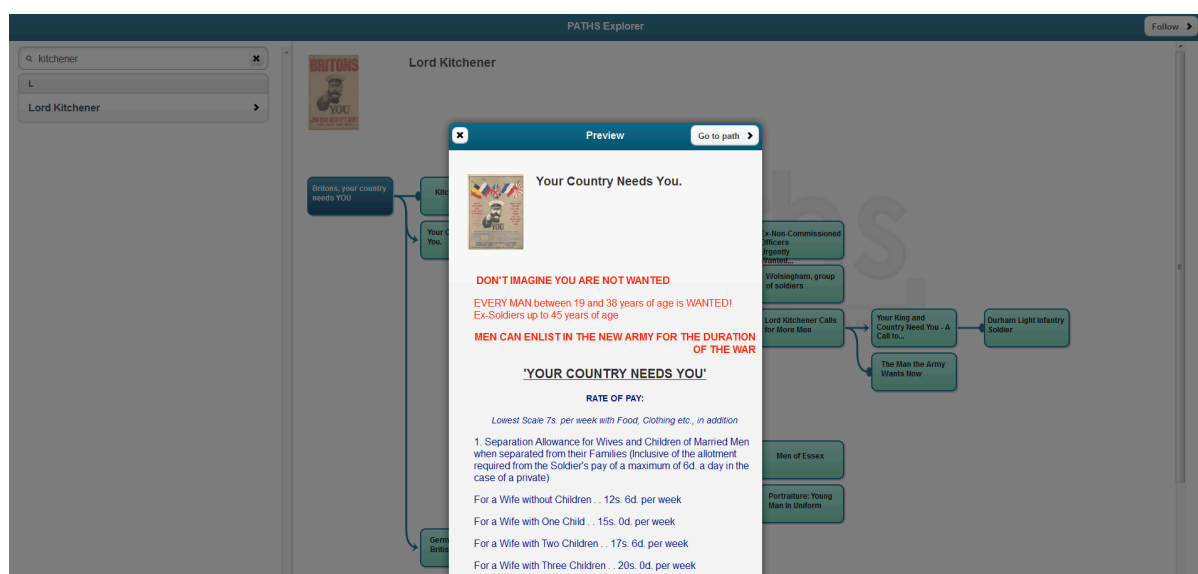 PATHS Explorer
Follow
kitchener
L
Lord Kitchener
BRITONS
YOU
Lord Kitchener
Preview
Go to path
Your Country Needs You.
DON'T IMAGINE YOU ARE NOT WANTED
EVERY MAN between 19 and 38 years of age is WANTED!
Ex-Soldiers up to 45 years of age
MEN CAN ENLIST IN THE NEW ARMY FOR THE DURATION
OF THE WAR
'YOUR COUNTRY NEEDS YOU'
RATE OF PAY:
Lowest Scale 7s. per week with Food, Clothing etc., in addition
1. Separation Allowance for Wives and Children of Married Men
when separated from their Families (Inclusive of the allotment
required from the Soldier's pay of a maximum of 6d. a day in the
case of a private)
For a Wife without Children . . 12s. 6d. per week
For a Wife with One Child . . 15s. 0d. per week
For a Wife with Two Children . . 17s. 6d. per week
For a Wife with Three Children . . 20s. 0d. per week
Britons, your country
needs YOU
Kitc
Your C
You.
Germ
Britis
Ex-Non-Commissioned
Officers
Urgently
Wanted...
Wolsingham, group
of soldiers
Lord Kitchener Calls
for More Men
Your King and
Country Need You - A
Call to...
Durham Light Infantry
Soldier
The Man the Army
Wants Now
Men of Essex
Portraiture: Young
Man in Uniform